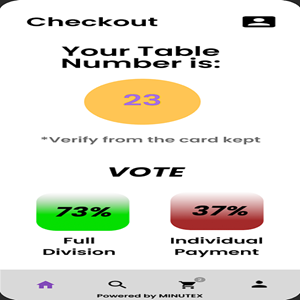 Checkout
Your Table
Number is:
23
*Verify from the card kept
VOTE
73%
37%
Full
Division
Individual
Payment
Powered by MINUTEX